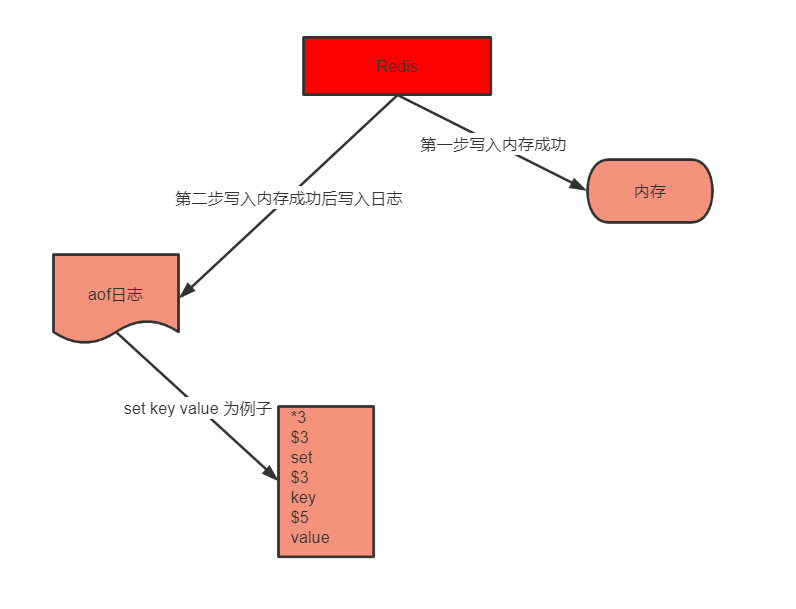 Redis
第一步写入内存成功
内存
第二步写入内存成功后写入日志
aof日志
set key value 为例子
*3
$3
set
$3
key
$5
value